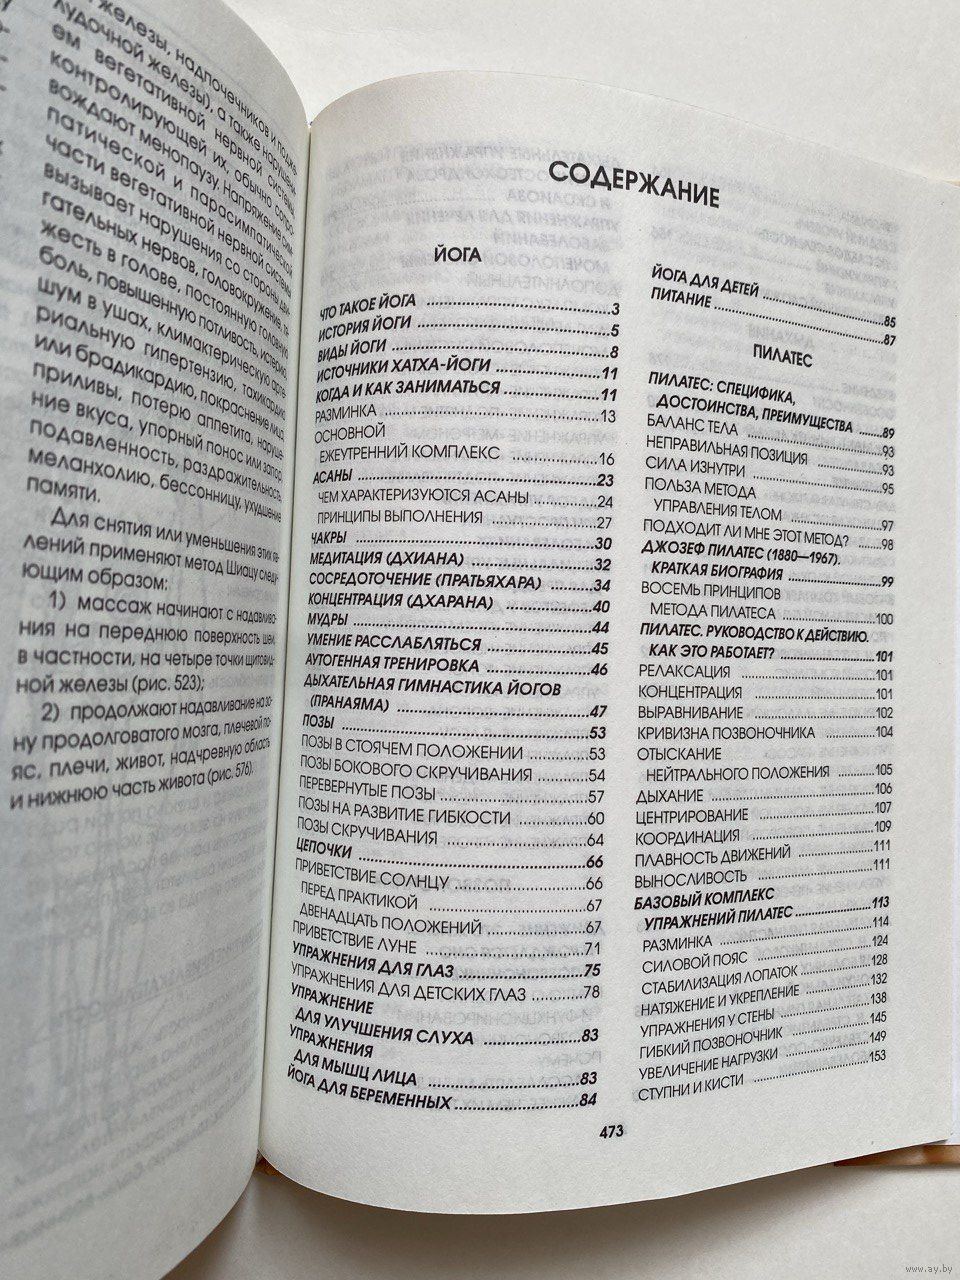 железы, надпочечников и подже-
лудочной железы), а также нарушени-
ем вегетативной нервной системы,
контролирующей их, обычно сопро-
вождают менопаузу. Напряжение сим-
патической и парасимпатической
части вегетативной нервной системы
вызывает нарушения со стороны дви-
гательных нервов, головокружение, тя-
жесть в голове, постоянную головную
боль, повышенную потливость, истерию,
шум в ушах, климактерическую арте-
риальную гипертензию, тахикардию
или брадикардию, покраснение лица,
приливы, потерю аппетита, наруше-
ние вкуса, упорный понос или запор,
подавленность, раздражительность,
меланхолию, бессонницу, ухудшение
памяти.
Для снятия или уменьшения этих яв-
лений применяют метод Шиацу следу-
ющим образом:
1) массаж начинают с надавлива-
ния на переднюю поверхность шеи,
в частности, на четыре точки щитовид-
ной железы (рис. 523);
2) продолжают надавливание на зо-
ну продолговатого мозга, плечевой по-
яс, плечи, живот, надчревную область
и нижнюю часть живота (рис. 576).
СОДЕРЖАНИЕ
ЙОГА
ЧТО ТАКОЕ ЙОГА ........ 3
ИСТОРИЯ ЙОГИ ........ 5
ВИДЫ ЙОГИ ........ 8
ИСТОЧНИКИ ХАТХА-ЙОГИ ........ 11
КОГДА И КАК ЗАНИМАТЬСЯ ........ 11
РАЗМИНКА ........ 13
ОСНОВНОЙ
ЕЖЕУТРЕННИЙ КОМПЛЕКС ........ 16
АСАНЫ ........ 23
ЧЕМ ХАРАКТЕРИЗУЮТСЯ АСАНЫ ........ 24
ПРИНЦИПЫ ВЫПОЛНЕНИЯ ........ 27
ЧАКРЫ ........ 30
МЕДИТАЦИЯ (ДХИАНА) ........ 32
СОСРЕДОТОЧЕНИЕ (ПРАТЬЯХАРА) ........ 34
КОНЦЕНТРАЦИЯ (ДХАРАНА) ........ 40
МУДРЫ ........ 44
УМЕНИЕ РАССЛАБЛЯТЬСЯ ........ 45
АУТОГЕННАЯ ТРЕНИРОВКА ........ 46
ДЫХАТЕЛЬНАЯ ГИМНАСТИКА ЙОГОВ
(ПРАНАЯМА) ........ 47
ПОЗЫ ........ 53
ПОЗЫ В СТОЯЧЕМ ПОЛОЖЕНИИ ........ 53
ПОЗЫ БОКОВОГО СКРУЧИВАНИЯ ........ 54
ПЕРЕВЕРНУТЫЕ ПОЗЫ ........ 57
ПОЗЫ НА РАЗВИТИЕ ГИБКОСТИ ........ 60
ПОЗЫ СКРУЧИВАНИЯ ........ 64
ЦЕПОЧКИ ........ 66
ПРИВЕТСТВИЕ СОЛНЦУ ........ 66
ПЕРЕД ПРАКТИКОЙ ........ 67
ДВЕНАДЦАТЬ ПОЛОЖЕНИЙ ........ 67
ПРИВЕТСТВИЕ ЛУНЕ ........ 71
УПРАЖНЕНИЯ ДЛЯ ГЛАЗ ........ 75
УПРАЖНЕНИЯ ДЛЯ ДЕТСКИХ ГЛАЗ ........ 78
УПРАЖНЕНИЕ
ДЛЯ УЛУЧШЕНИЯ СЛУХА ........ 83
УПРАЖНЕНИЯ
ДЛЯ МЫШЦ ЛИЦА ........ 83
ЙОГА ДЛЯ БЕРЕМЕННЫХ ........ 84
ЙОГА ДЛЯ ДЕТЕЙ ........ 85
ПИТАНИЕ ........ 87
ПИЛАТЕС
ПИЛАТЕС: СПЕЦИФИКА,
ДОСТОИНСТВА, ПРЕИМУЩЕСТВА ........ 89
БАЛАНС ТЕЛА ........ 93
НЕПРАВИЛЬНАЯ ПОЗИЦИЯ ........ 93
СИЛА ИЗНУТРИ ........ 95
ПОЛЬЗА МЕТОДА
УПРАВЛЕНИЯ ТЕЛОМ ........ 97
ПОДХОДИТ ЛИ МНЕ ЭТОТ МЕТОД? ........ 98
ДЖОЗЕФ ПИЛАТЕС (1880—1967).
КРАТКАЯ БИОГРАФИЯ ........ 99
ВОСЕМЬ ПРИНЦИПОВ
МЕТОДА ПИЛАТЕСА ........ 100
ПИЛАТЕС. РУКОВОДСТВО К ДЕЙСТВИЮ.
КАК ЭТО РАБОТАЕТ? ........ 101
РЕЛАКСАЦИЯ ........ 101
КОНЦЕНТРАЦИЯ ........ 101
ВЫРАВНИВАНИЕ ........ 102
КРИВИЗНА ПОЗВОНОЧНИКА ........ 104
ОТЫСКАНИЕ
НЕЙТРАЛЬНОГО ПОЛОЖЕНИЯ ........ 105
ДЫХАНИЕ ........ 106
ЦЕНТРИРОВАНИЕ ........ 107
КООРДИНАЦИЯ ........ 109
ПЛАВНОСТЬ ДВИЖЕНИЙ ........ 111
ВЫНОСЛИВОСТЬ ........ 111
БАЗОВЫЙ КОМПЛЕКС
УПРАЖНЕНИЙ ПИЛАТЕС ........ 113
РАЗМИНКА ........ 114
СИЛОВОЙ ПОЯС ........ 124
СТАБИЛИЗАЦИЯ ЛОПАТОК ........ 128
НАТЯЖЕНИЕ И УКРЕПЛЕНИЕ ........ 132
УПРАЖНЕНИЯ У СТЕНЫ ........ 138
ГИБКИЙ ПОЗВОНОЧНИК ........ 145
УВЕЛИЧЕНИЕ НАГРУЗКИ ........ 149
СТУПНИ И КИСТИ ........ 153
473
www.ay.by